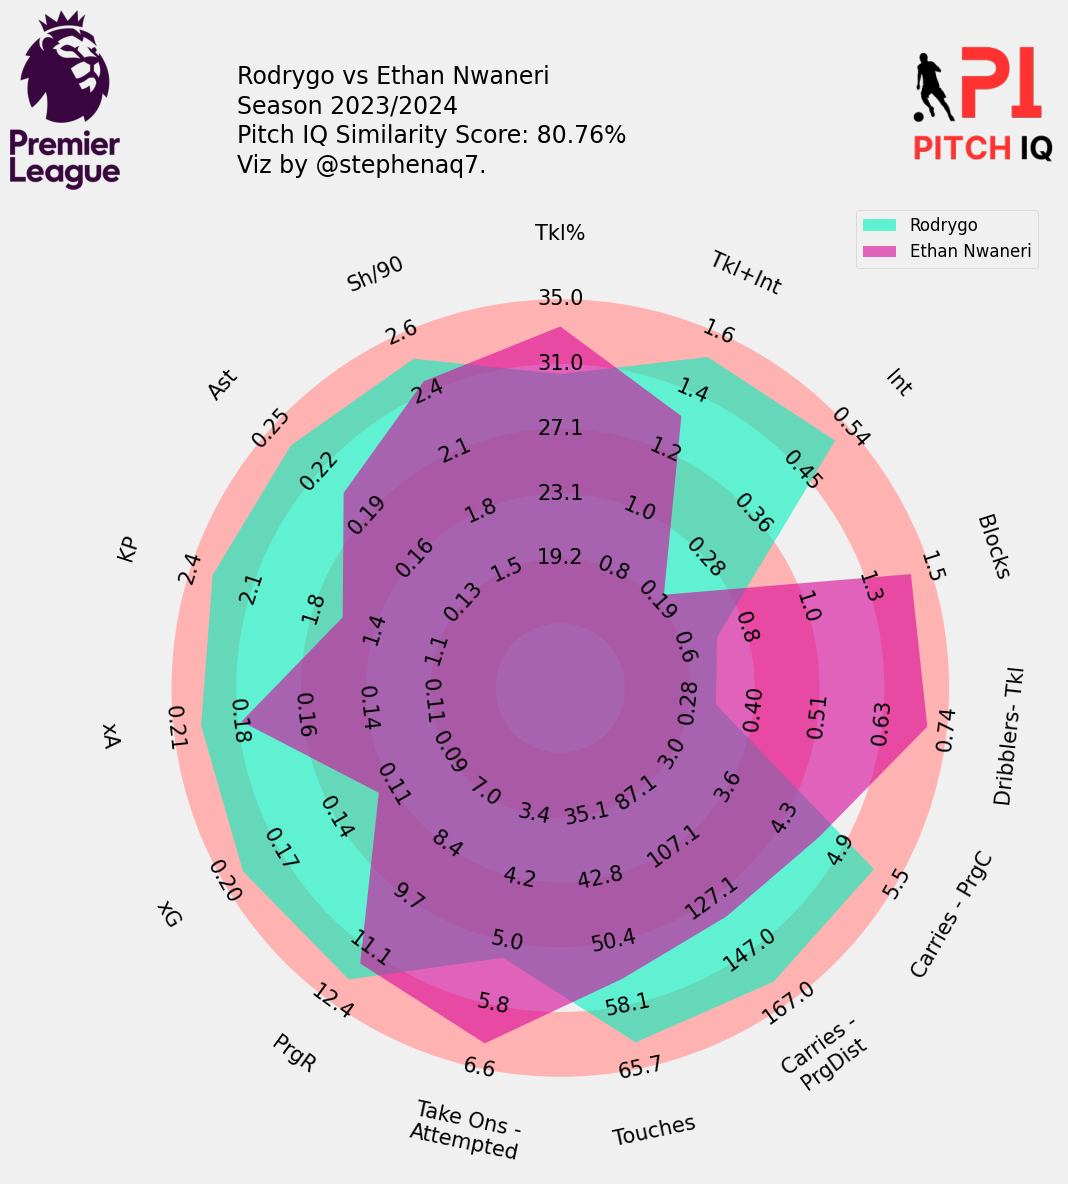 Premier
League
Rodrygo vs Ethan Nwaneri
Season 2023/2024
Pitch IQ Similarity Score: 80.76%
Viz by @stephenaq7.
PI
PITCH IQ
Rodrygo
Ethan Nwaneri
Tkl%
35.0
31.0
27.1
23.1
19.2
Tkl+Int
1.6
1.4
1.2
1.0
0.8
Int
0.54
0.45
0.36
0.28
0.19
Blocks
1.5
1.3
1.0
0.8
0.6
Dribblers- Tkl
0.74
0.63
0.51
0.40
0.28
Carries - PrgC
5.5
4.9
4.3
3.6
3.0
Carries -
PrgDist
167.0
147.0
127.1
107.1
87.1
Touches
65.7
58.1
50.4
42.8
35.1
Take Ons -
Attempted
6.6
5.8
5.0
4.2
3.4
PrgR
12.4
11.1
9.7
8.4
7.0
xG
0.20
0.17
0.14
0.11
0.09
xA
0.21
0.18
0.16
0.14
0.11
KP
2.4
2.1
1.8
1.4
1.1
Ast
0.25
0.22
0.19
0.16
0.13
Sh/90
2.6
2.4
2.1
1.8
1.5